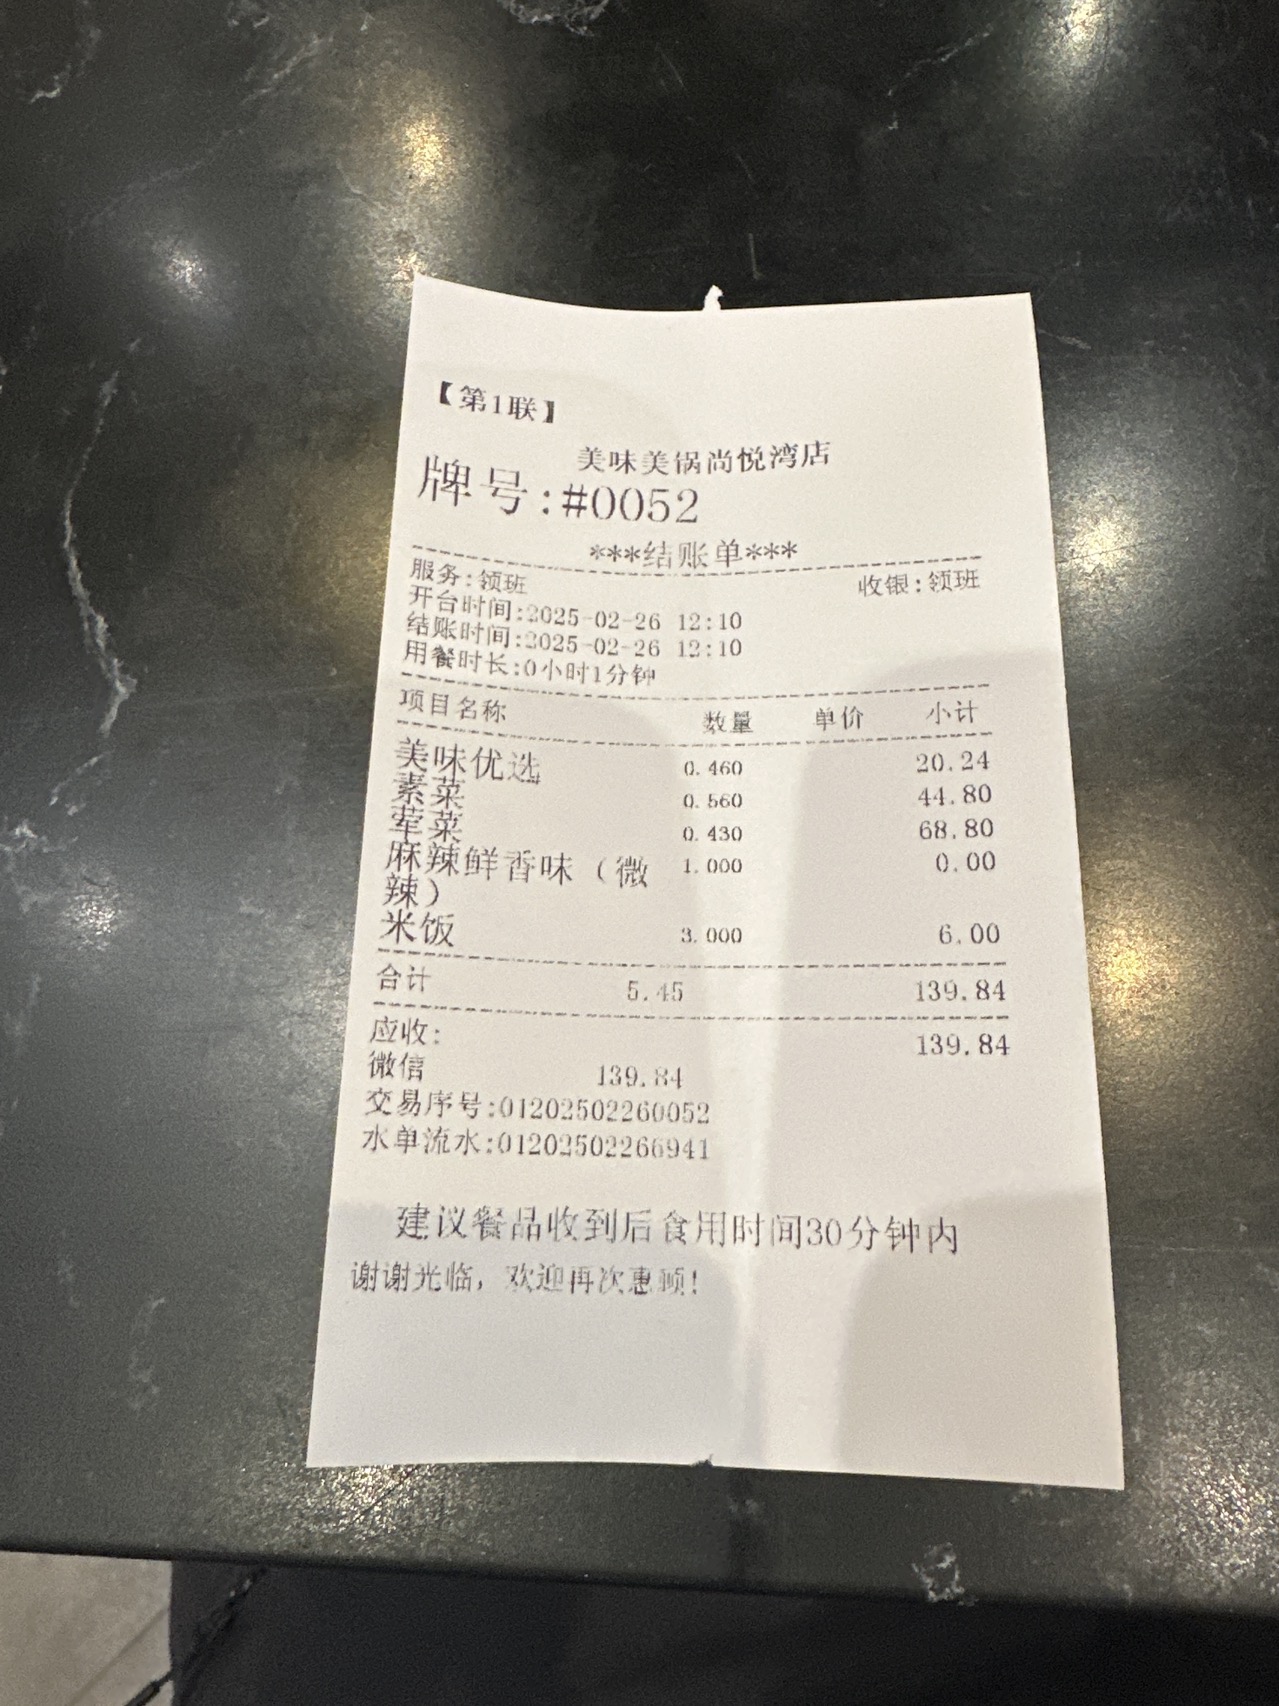 【第1联】
美味美锅尚悦湾店
牌号:#0052
***结账单***
服务:领班 收银:领班
开台时间:2025-02-26 12:10
结账时间:2025-02-26 12:10
用餐时长:0小时1分钟
项目名称 数量 单价 小计
美味优选 0.460 20.24
素菜 0.560 44.80
荤菜 0.430 68.80
麻辣鲜香味（微 1.000 0.00
辣）
米饭 3.000 6.00
合计 5.45 139.84
应收: 139.84
微信 139.84
交易序号:01202502260052
水单流水:01202502266941
建议餐品收到后食用时间30分钟内
谢谢光临，欢迎再次惠顾!